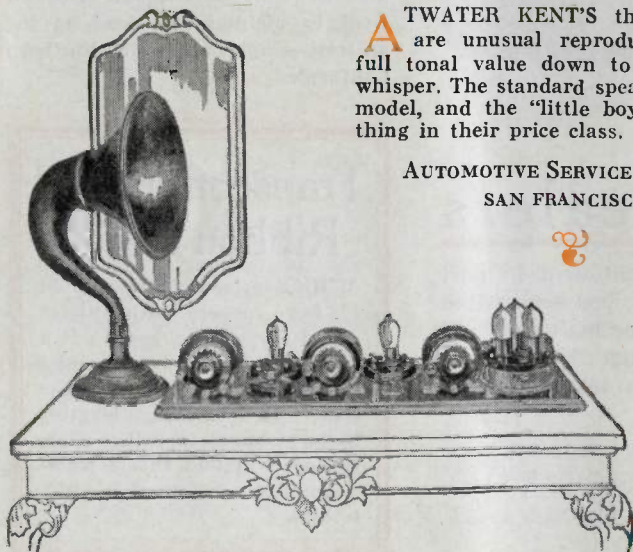 ATWATER KENT'S th
are unusual reprodu
full tonal value down to
whisper. The standard spea
model, and the "little boy
thing in their price class.
AUTOMOTIVE SERVICE
SAN FRANCISC